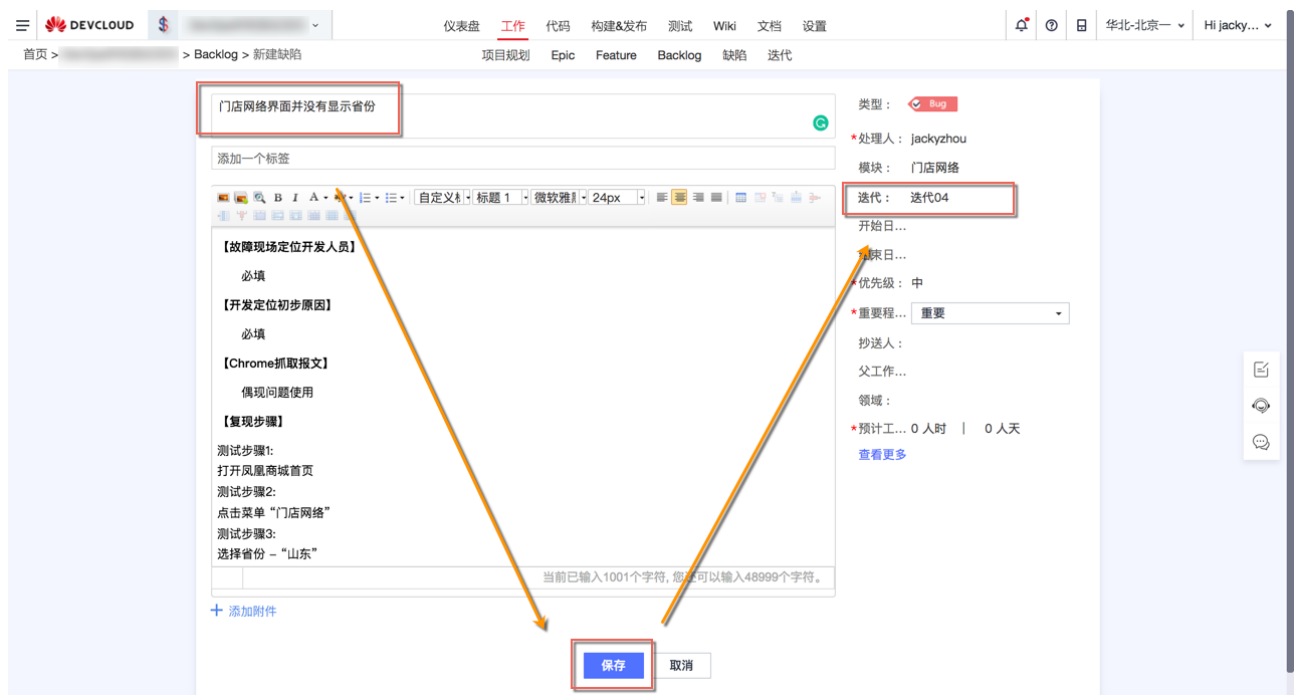 DEVCLOUD
仪表盘 工作 代码 构建&发布 测试 Wiki 文档 设置
华北-北京一
Hi jacky...
首页 >
> Backlog > 新建缺陷
项目规划 Epic Feature Backlog 缺陷 迭代
门店网络界面并没有显示省份
添加一个标签
B I A 标题 1 24px
【故障现场定位开发人员】
必填
【开发定位初步原因】
必填
【Chrome抓取报文】
偶现问题使用
【复现步骤】
测试步骤1:
打开凤凰商城首页
测试步骤2:
点击菜单“门店网络”
测试步骤3:
选择省份 – “山东”
当前已输入1001个字符, 您还可以输入48999个字符。
添加附件
保存 取消
类型： Bug
*处理人： jackyzhou
模块： 门店网络
迭代： 迭代04
开始日...
结束日...
*优先级： 中
*重要程... 重要
抄送人：
父工作...
领域：
*预计工... 0 人时 | 0 人天
查看更多